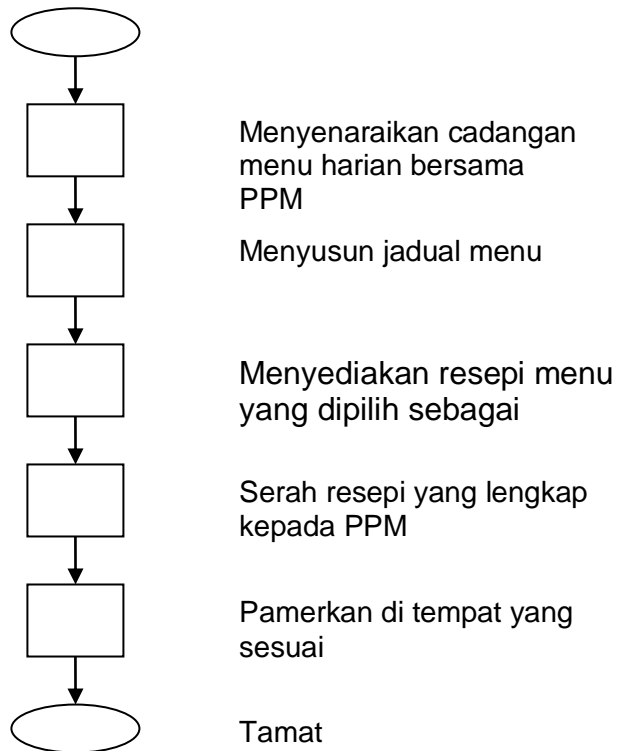 Menyenaraikan cadangan
menu harian bersama
PPM
Menyusun jadual menu
Menyediakan resepi menu
yang dipilih sebagai
Serah resepi yang lengkap
kepada PPM
Pamerkan di tempat yang
sesuai
Tamat